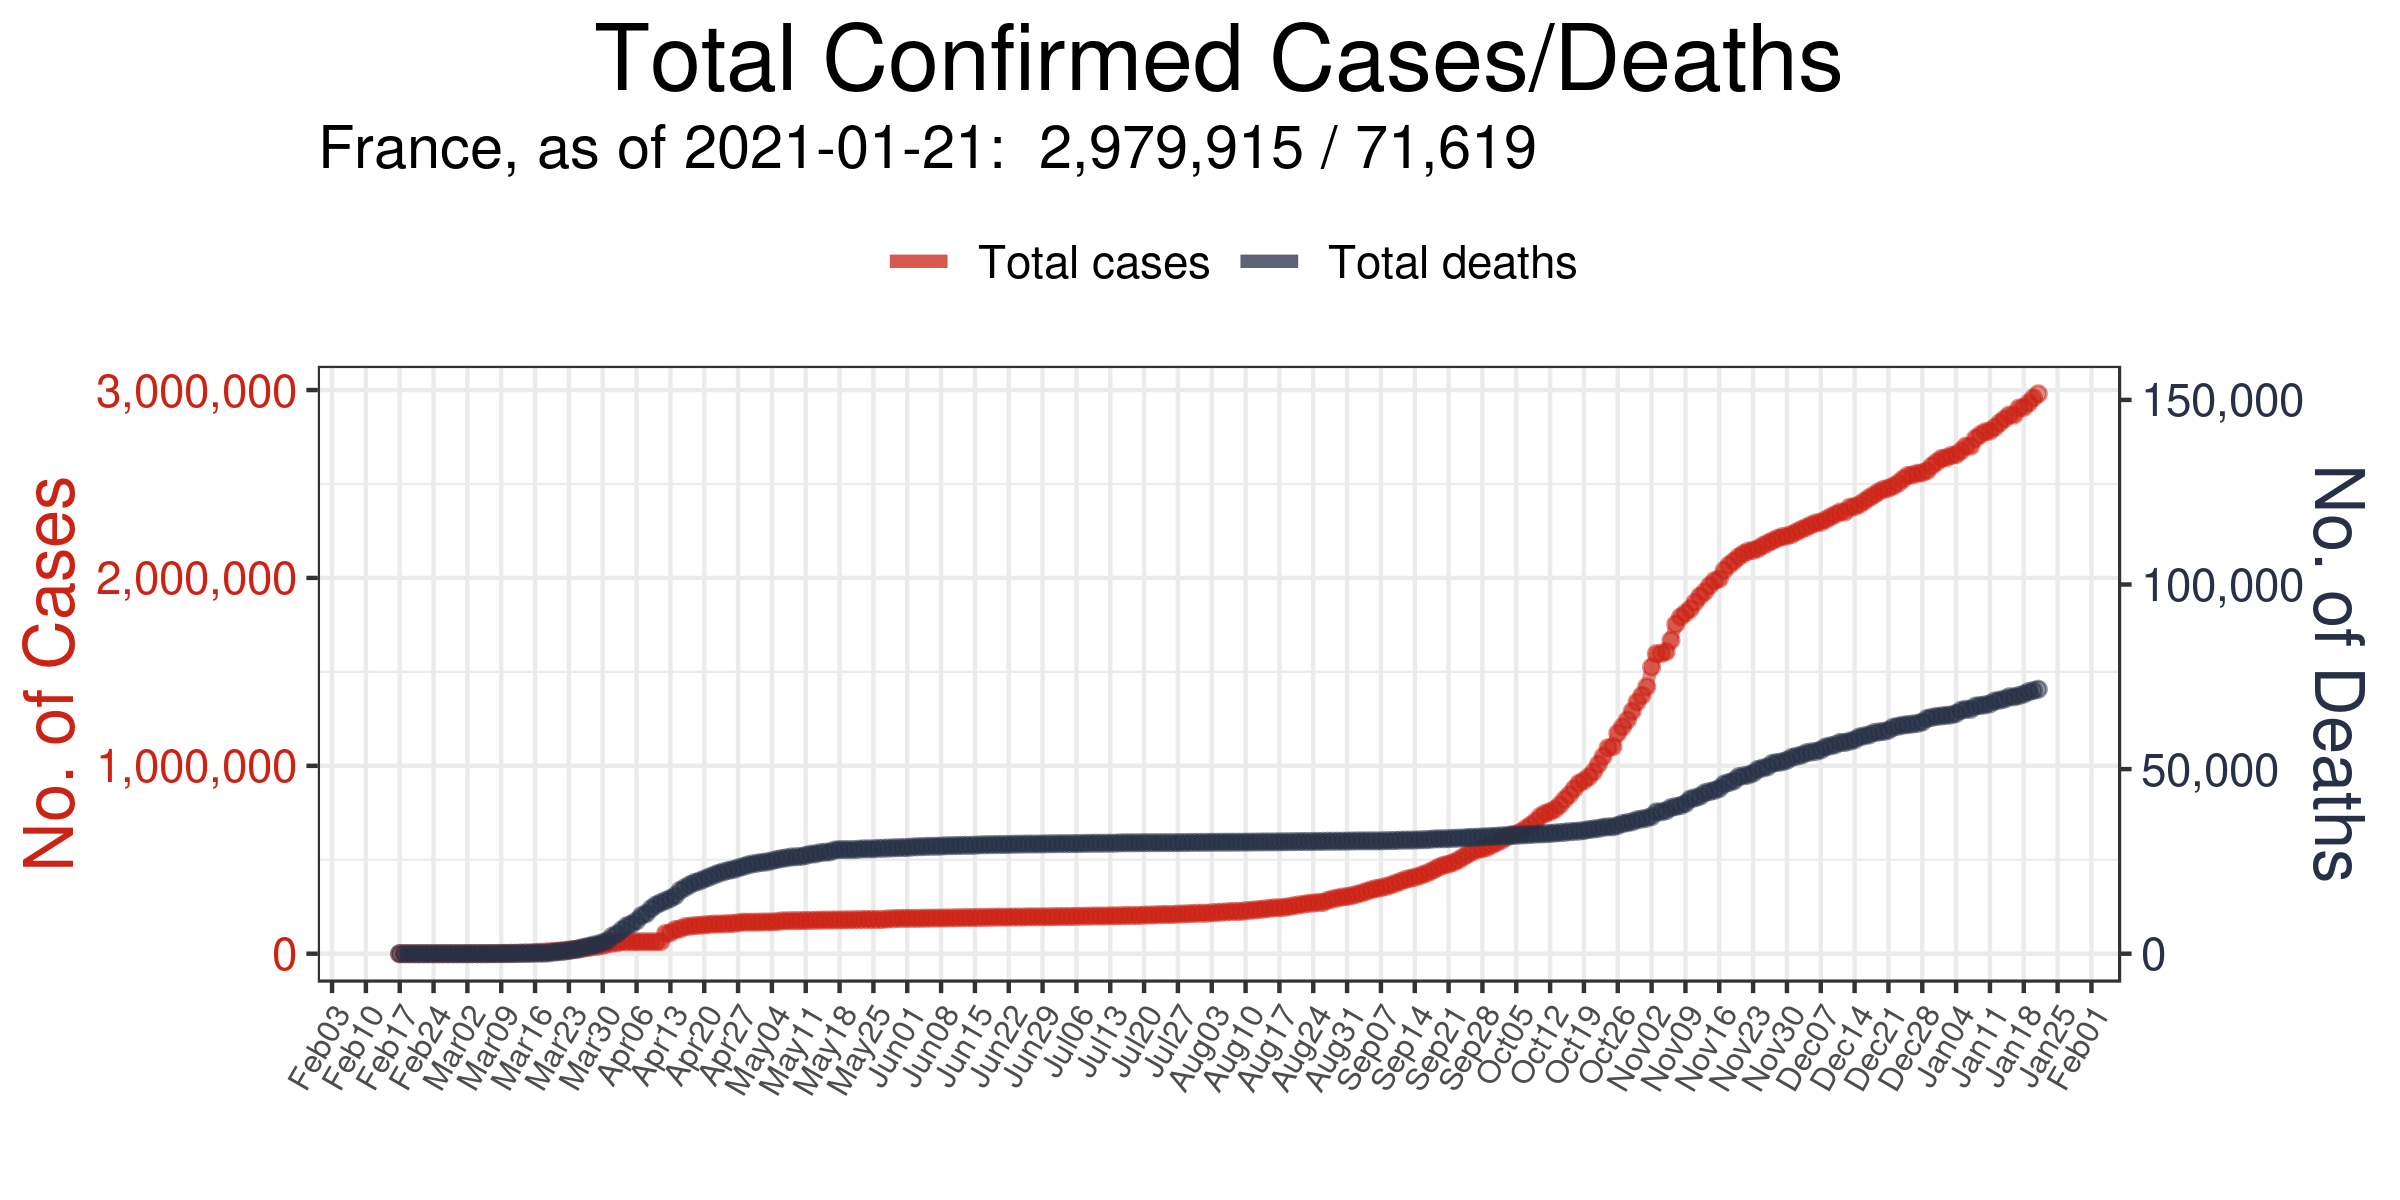 Total Confirmed Cases/Deaths
France, as of 2021-01-21:  2,979,915 / 71,619
Total cases
Total deaths
No. of Cases
3,000,000
2,000,000
1,000,000
0
150,000
100,000
50,000
0
No. of Deaths
Feb03
Feb10
Feb17
Feb24
Mar02
Mar09
Mar16
Mar23
Mar30
Apr06
Apr13
Apr20
Apr27
May04
May11
May18
May25
Jun01
Jun08
Jun15
Jun22
Jun29
Jul06
Jul13
Jul20
Jul27
Aug03
Aug10
Aug17
Aug24
Aug31
Sep07
Sep14
Sep21
Sep28
Oct05
Oct12
Oct19
Oct26
Nov02
Nov09
Nov16
Nov23
Nov30
Dec07
Dec14
Dec21
Dec28
Jan04
Jan11
Jan18
Jan25
Feb01